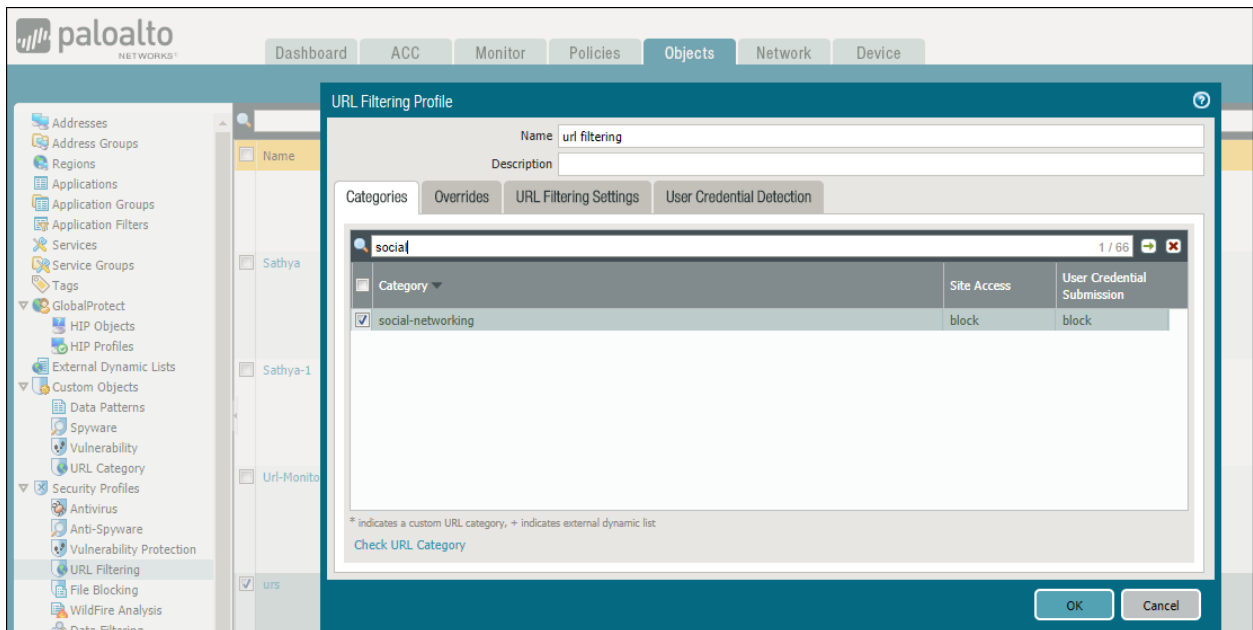 paloalto
NETWORKS
Dashboard ACC Monitor Policies Objects Network Device
URL Filtering Profile
Name url filtering
Description
Categories Overrides URL Filtering Settings User Credential Detection
social 1 / 66
Category Site Access User Credential Submission
social-networking block block
* indicates a custom URL category, + indicates external dynamic list
Check URL Category
OK Cancel
Addresses
Address Groups
Regions
Applications
Application Groups
Application Filters
Services
Service Groups
Tags
GlobalProtect
HIP Objects
HIP Profiles
External Dynamic Lists
Custom Objects
Data Patterns
Spyware
Vulnerability
URL Category
Security Profiles
Antivirus
Anti-Spyware
Vulnerability Protection
URL Filtering
File Blocking
WildFire Analysis
Data Filtering
Name
Sathya
Sathya-1
Url-Monito
urs